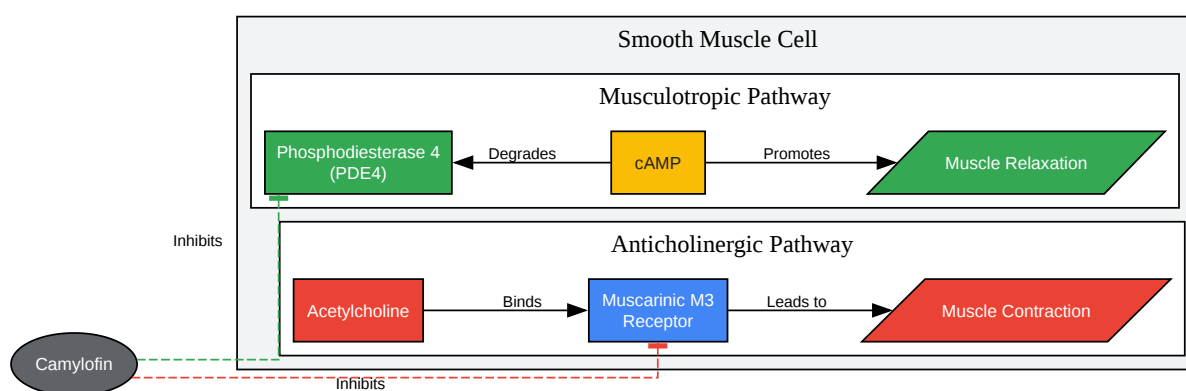 Smooth Muscle Cell
Musculotropic Pathway
Phosphodiesterase 4
(PDE4)
Degrades
cAMP
Promotes
Muscle Relaxation
Inhibits
Anticholinergic Pathway
Acetylcholine
Binds
Muscarinic M3
Receptor
Leads to
Muscle Contraction
Camylofin
Inhibits